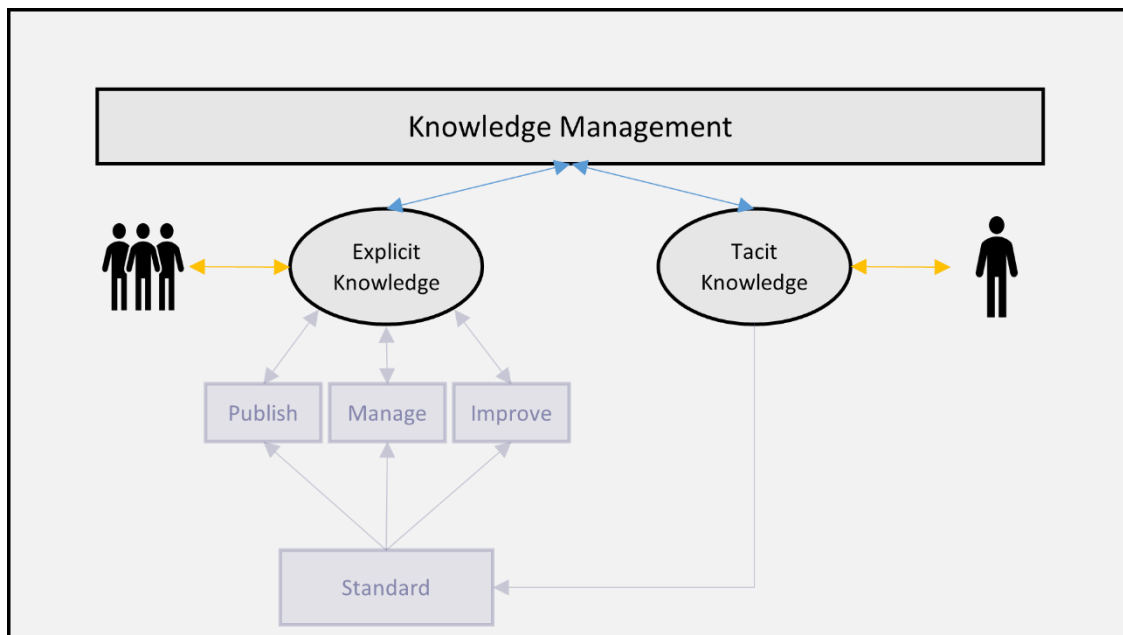 Knowledge Management
Explicit
Knowledge
Tacit
Knowledge
Publish
Manage
Improve
Standard